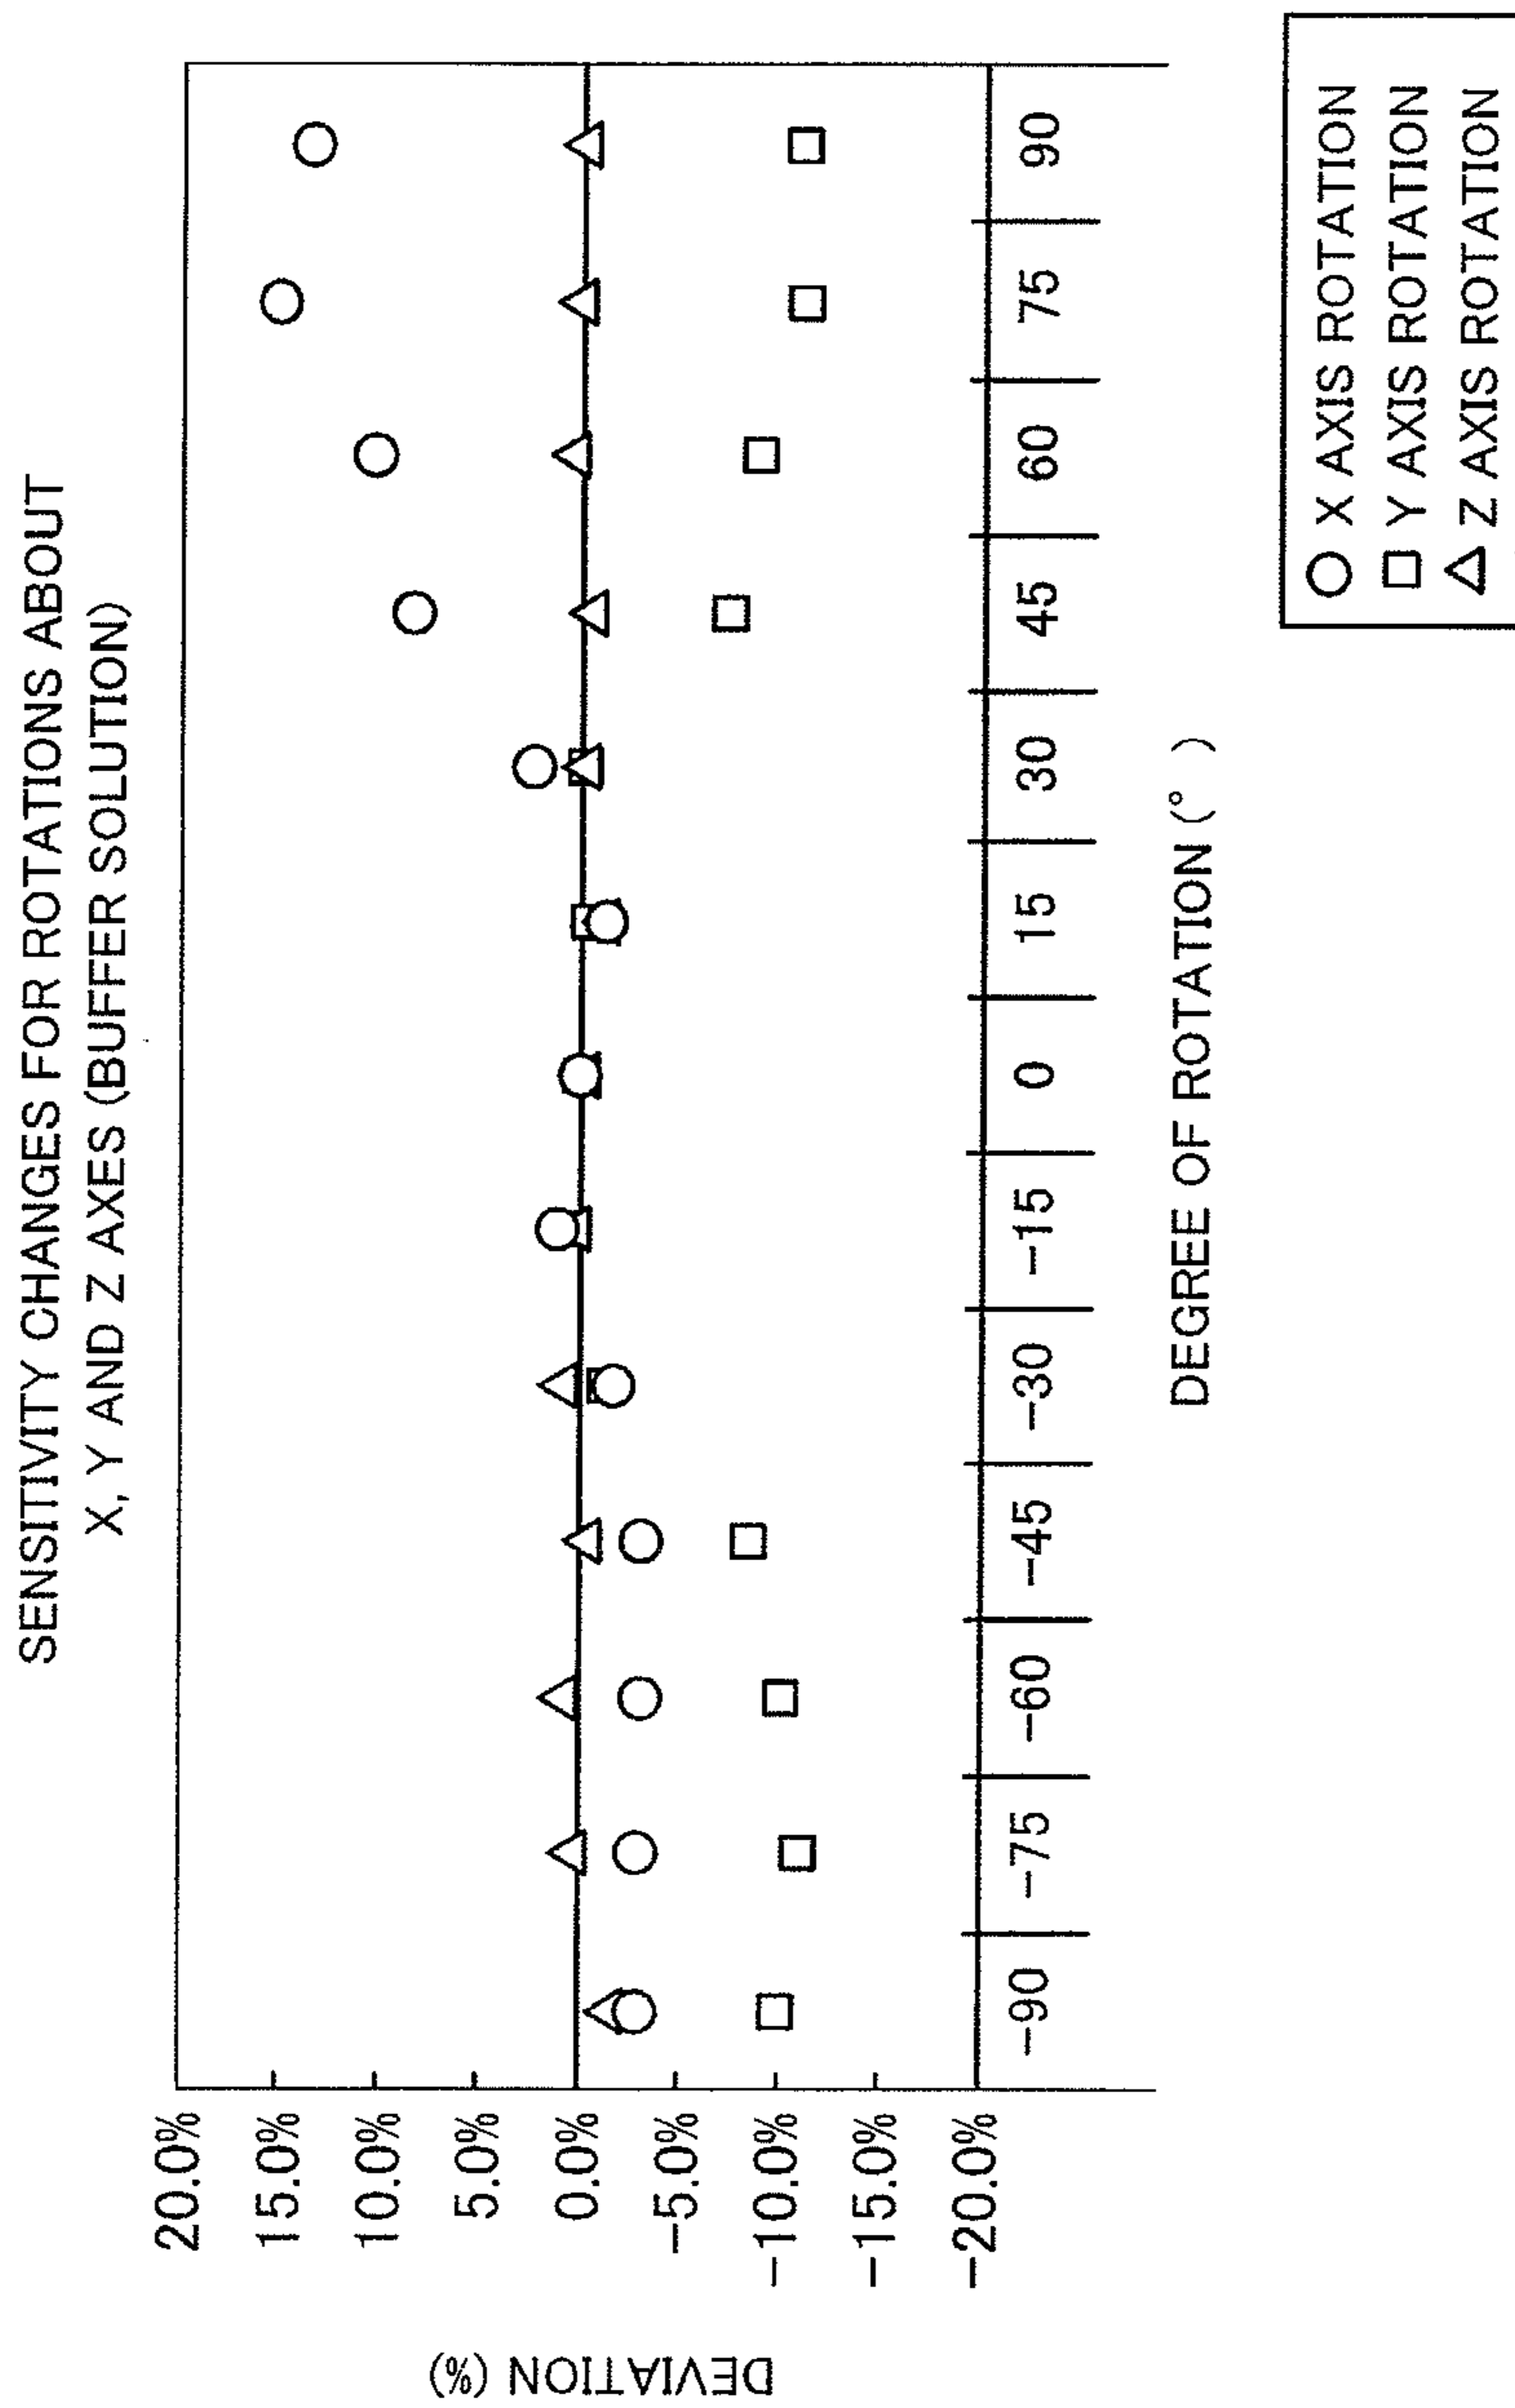 SENSITIVITY CHANGES FOR ROTATIONS ABOUT
X, Y AND Z AXES (BUFFER SOLUTION)
DEVIATION (%)
20.0%
15.0%
10.0%
5.0%
0.0%
-5.0%
-10.0%
-15.0%
-20.0%
-90 -75 -60 -45 -30 -15 0 15 30 45 60 75 90
DEGREE OF ROTATION (°)
X AXIS ROTATION
Y AXIS ROTATION
Z AXIS ROTATION